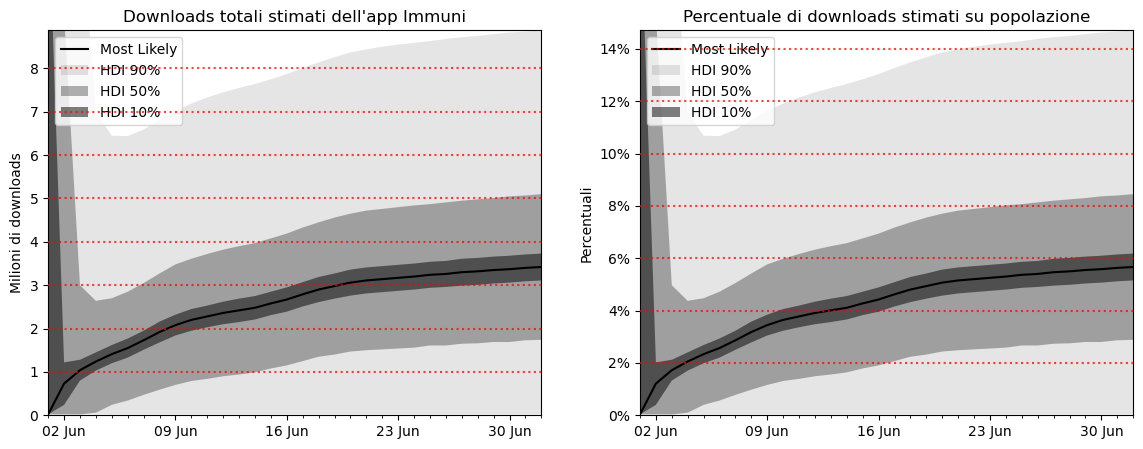 Downloads totali stimati dell'app Immuni
Most Likely
HDI 90%
HDI 50%
HDI 10%
Milioni di downloads
8
7
6
5
4
3
2
1
0
02 Jun
09 Jun
16 Jun
23 Jun
30 Jun
Percentuale di downloads stimati su popolazione
Most Likely
HDI 90%
HDI 50%
HDI 10%
Percentuali
14%
12%
10%
8%
6%
4%
2%
0%
02 Jun
09 Jun
16 Jun
23 Jun
30 Jun